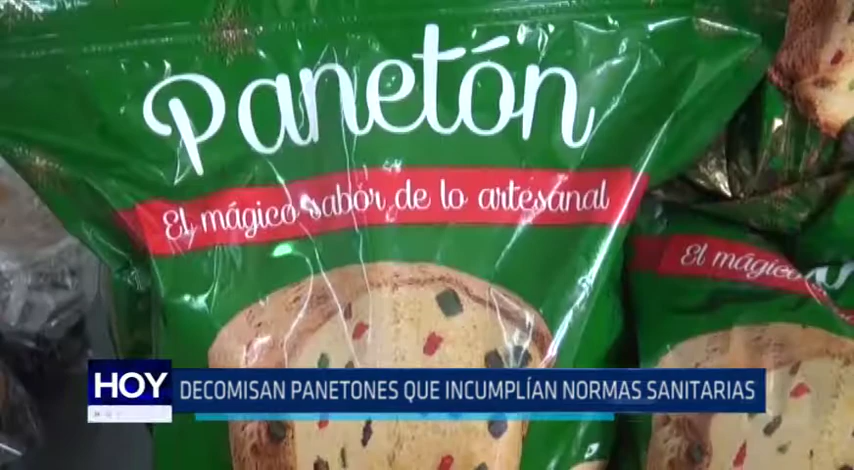 Panetón
El mágico sabor de lo artesanal
El mágico
HOY
DECOMISAN PANETONES QUE INCUMPLÍAN NORMAS SANITARIAS